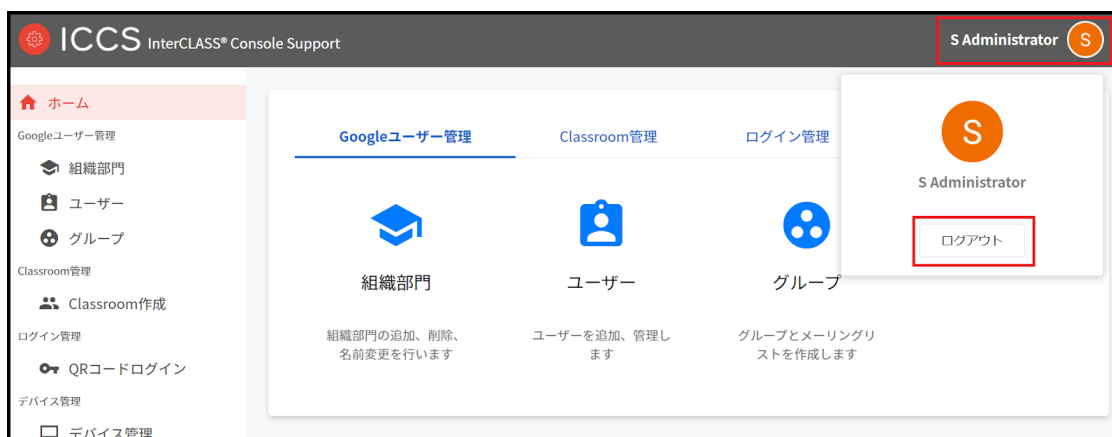 ICCS InterCLASS® Console Support
S Administrator
S
ホーム
Googleユーザー管理
組織部門
ユーザー
グループ
Classroom管理
Classroom作成
ログイン管理
QRコードログイン
デバイス管理
デバイス管理
Googleユーザー管理
Classroom管理
ログイン管理
組織部門
組織部門の追加、削除、
名前変更を行います
ユーザー
ユーザーを追加、管理し
ます
グループ
グループとメーリングリ
ストを作成します
S
S Administrator
ログアウト